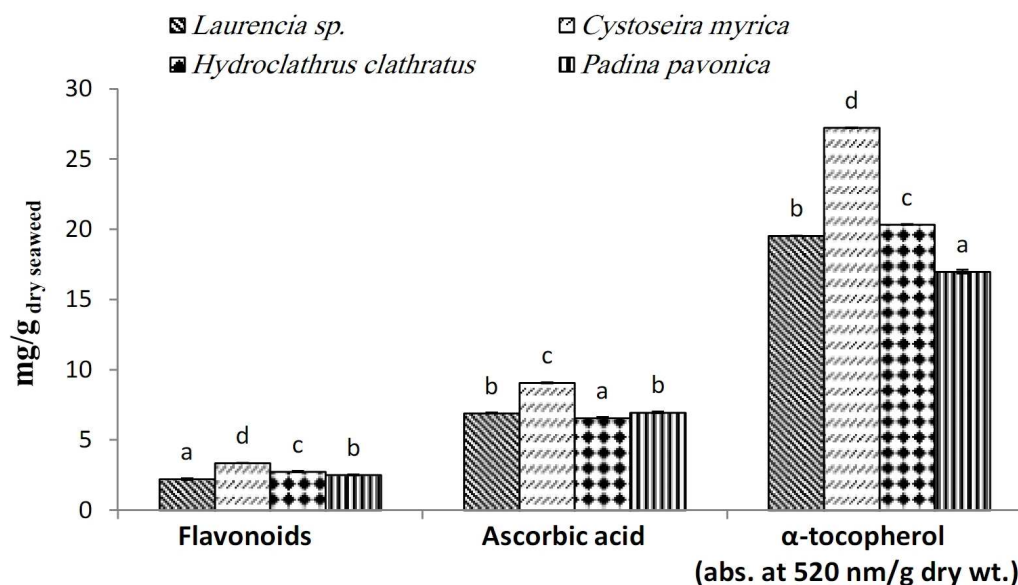 Laurencia sp. Cystoseira myrica
Hydroclathrus clathratus Padina pavonica
mg/g dry seaweed
30
25
20
15
10
5
0
a d c b
b c a b
b d c a
Flavonoids Ascorbic acid α-tocopherol
(abs. at 520 nm/g dry wt.)